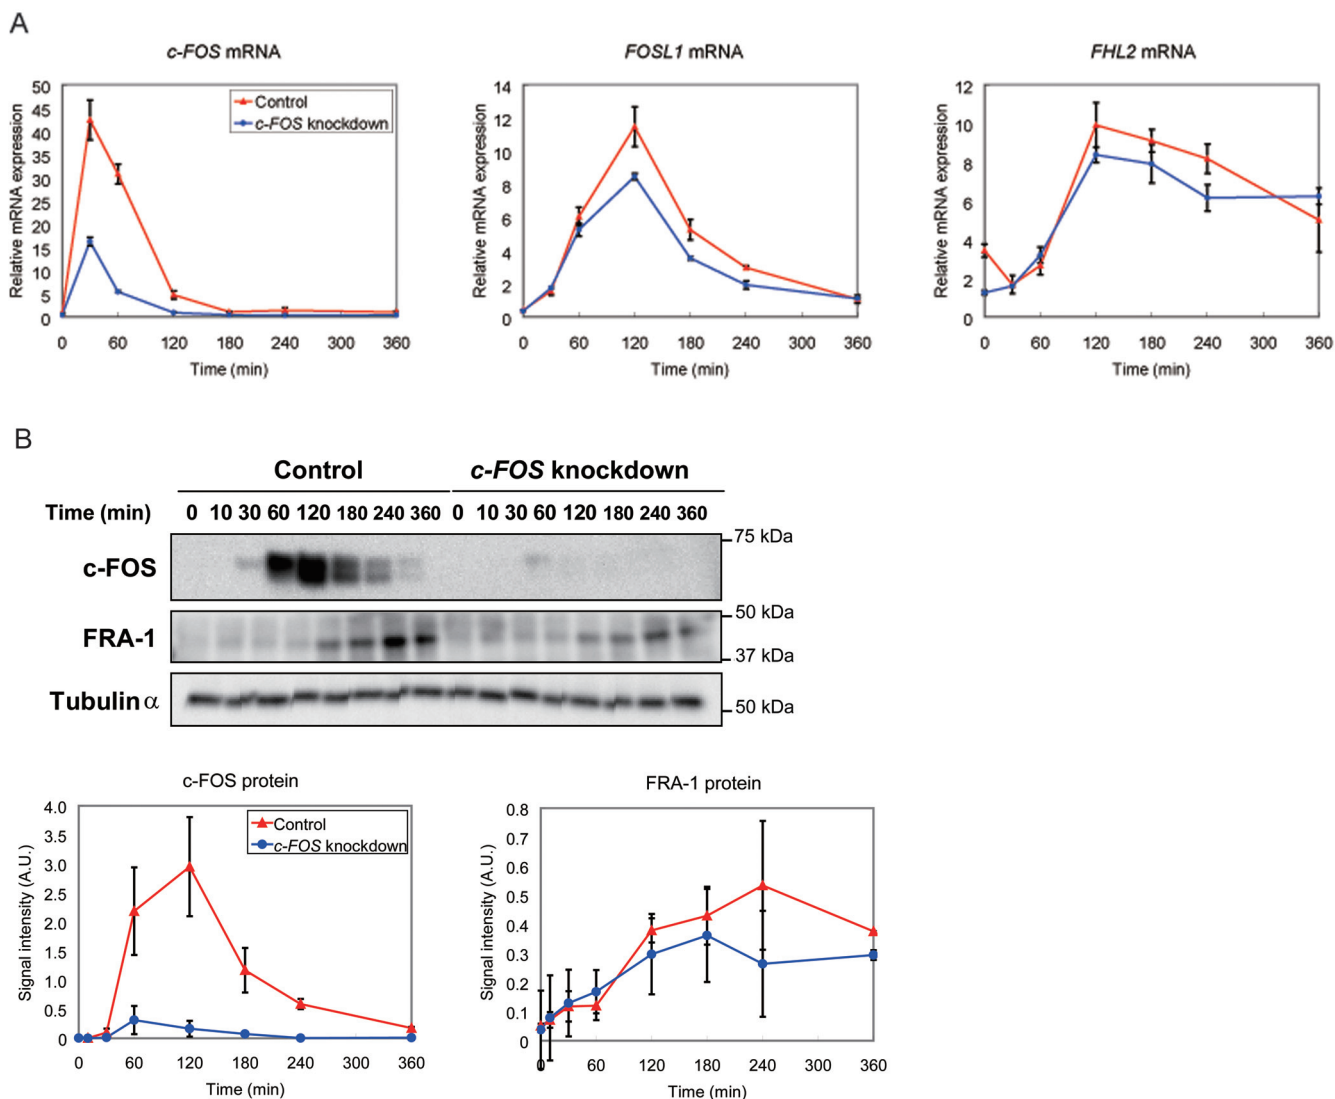 A
c-FOS mRNA
Relative mRNA expression
50
45
40
35
30
25
20
15
10
5
0
Control
c-FOS knockdown
0 60 120 180 240 300 360
Time (min)
FOSL1 mRNA
Relative mRNA expression
14
12
10
8
6
4
2
0
0 60 120 180 240 300 360
Time (min)
FHL2 mRNA
Relative mRNA expression
12
10
8
6
4
2
0
0 60 120 180 240 300 360
Time (min)
B
Control c-FOS knockdown
Time (min) 0 10 30 60 120 180 240 360 0 10 30 60 120 180 240 360
75 kDa
c-FOS
50 kDa
FRA-1
37 kDa
Tubulin α
50 kDa
c-FOS protein
Signal intensity (A.U.)
4.0
3.5
3.0
2.5
2.0
1.5
1.0
0.5
0
Control
c-FOS knockdown
0 60 120 180 240 300 360
Time (min)
FRA-1 protein
Signal intensity (A.U.)
0.8
0.7
0.6
0.5
0.4
0.3
0.2
0.1
0
0 60 120 180 240 300 360
Time (min)